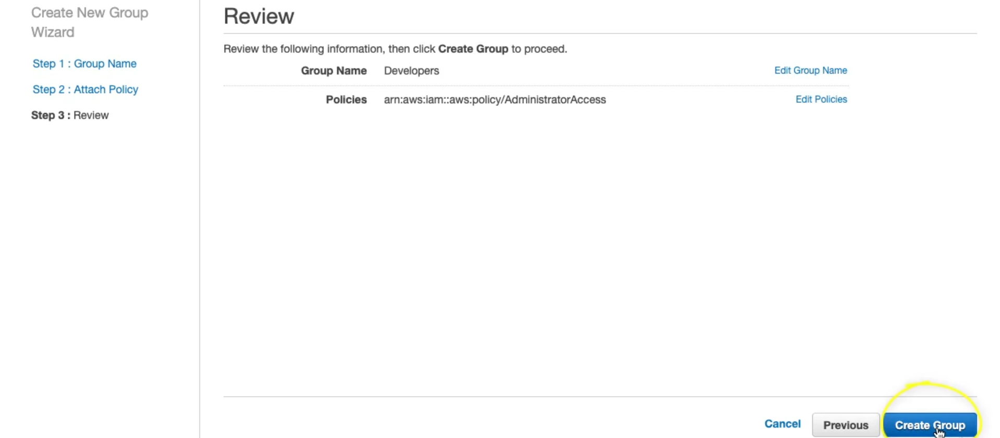 Create New Group
Wizard
Step 1 : Group Name
Step 2 : Attach Policy
Step 3 : Review
Review
Review the following information, then click Create Group to proceed.
Group Name Developers Edit Group Name
Policies arn:aws:iam::aws:policy/AdministratorAccess Edit Policies
Cancel Previous Create Group